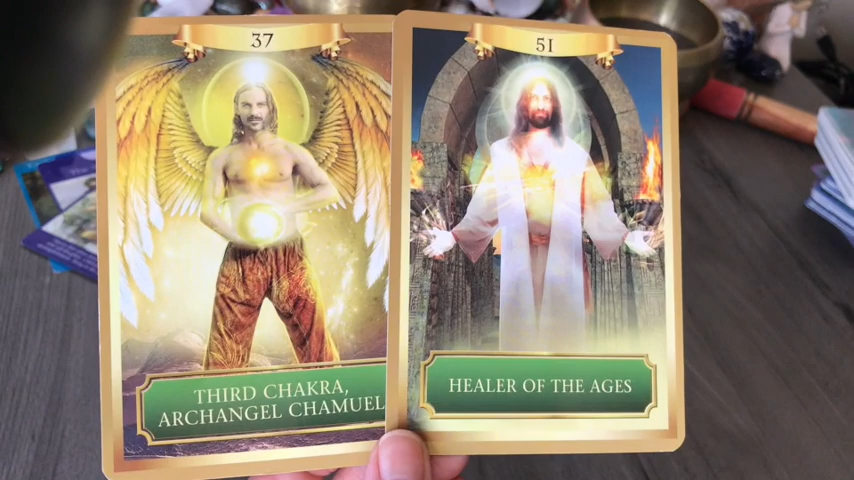 37
THIRD CHAKRA,
ARCHANGEL CHAMUEL
51
HEALER OF THE AGES